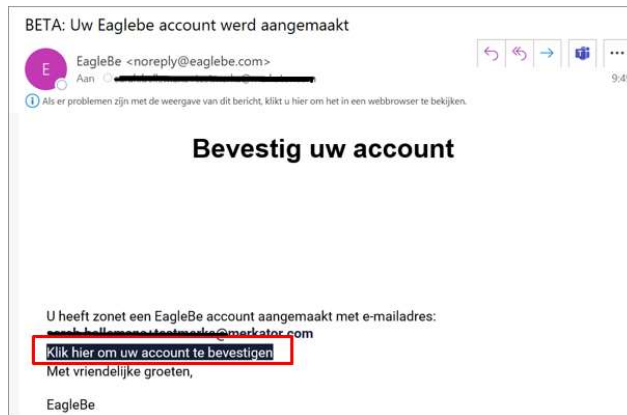 BETA: Uw Eaglebe account werd aangemaakt
E
EagleBe <noreply@eaglebe.com>
Aan
9:49
Als er problemen zijn met de weergave van dit bericht, klikt u hier om het in een webbrowser te bekijken.
Bevestig uw account
U heeft zonet een EagleBe account aangemaakt met e-mailadres:
@merkator.com
Klik hier om uw account te bevestigen
Met vriendelijke groeten,
EagleBe